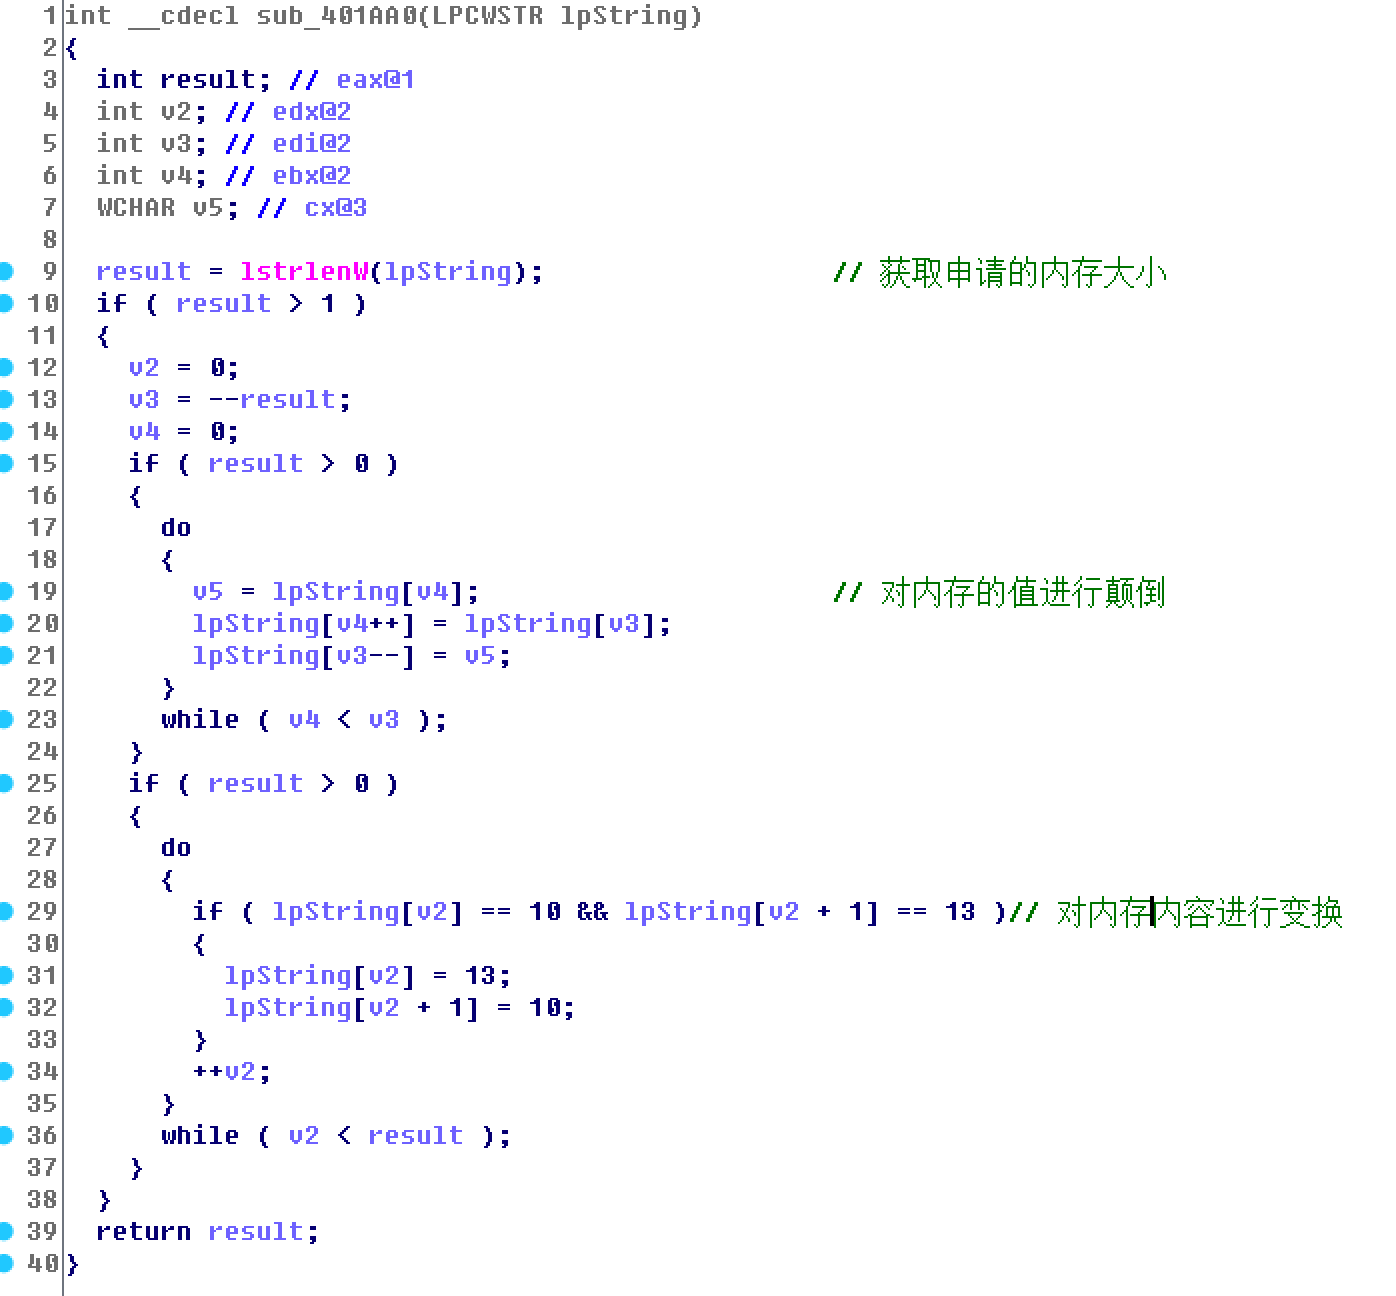 1 int __cdecl sub_401AA0(LPCWSTR lpString)
2 {
3   int result; // eax@1
4   int v2; // edx@2
5   int v3; // edi@2
6   int v4; // ebx@2
7   WCHAR v5; // cx@3
8
9   result = lstrlenW(lpString);                  // 获取申请的内存大小
10   if ( result > 1 )
11   {
12     v2 = 0;
13     v3 = --result;
14     v4 = 0;
15     if ( result > 0 )
16     {
17       do
18       {
19         v5 = lpString[v4];                      // 对内存的值进行颠倒
20         lpString[v4++] = lpString[v3];
21         lpString[v3--] = v5;
22       }
23       while ( v4 < v3 );
24     }
25     if ( result > 0 )
26     {
27       do
28       {
29         if ( lpString[v2] == 10 && lpString[v2 + 1] == 13 )// 对内存内容进行变换
30         {
31           lpString[v2] = 13;
32           lpString[v2 + 1] = 10;
33         }
34         ++v2;
35       }
36       while ( v2 < result );
37     }
38   }
39   return result;
40 }